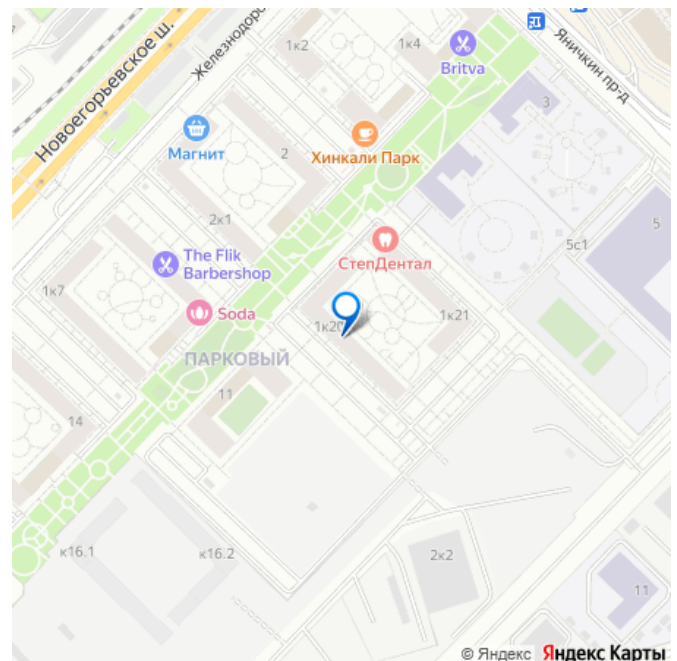 1к2
1к4
Britva
Яничкин пр-д
Новоегорьевское ш.
Железнодор
Магнит
2
Хинкали Парк
3
2к1
5
5с1
The Flik
Barbershop
СтепДентал
1к7
Soda
1к20
1к21
ПАРКОВЫЙ
11
14
к16.1
к16.2
2к2
11
© Яндекс Яндекс Карты